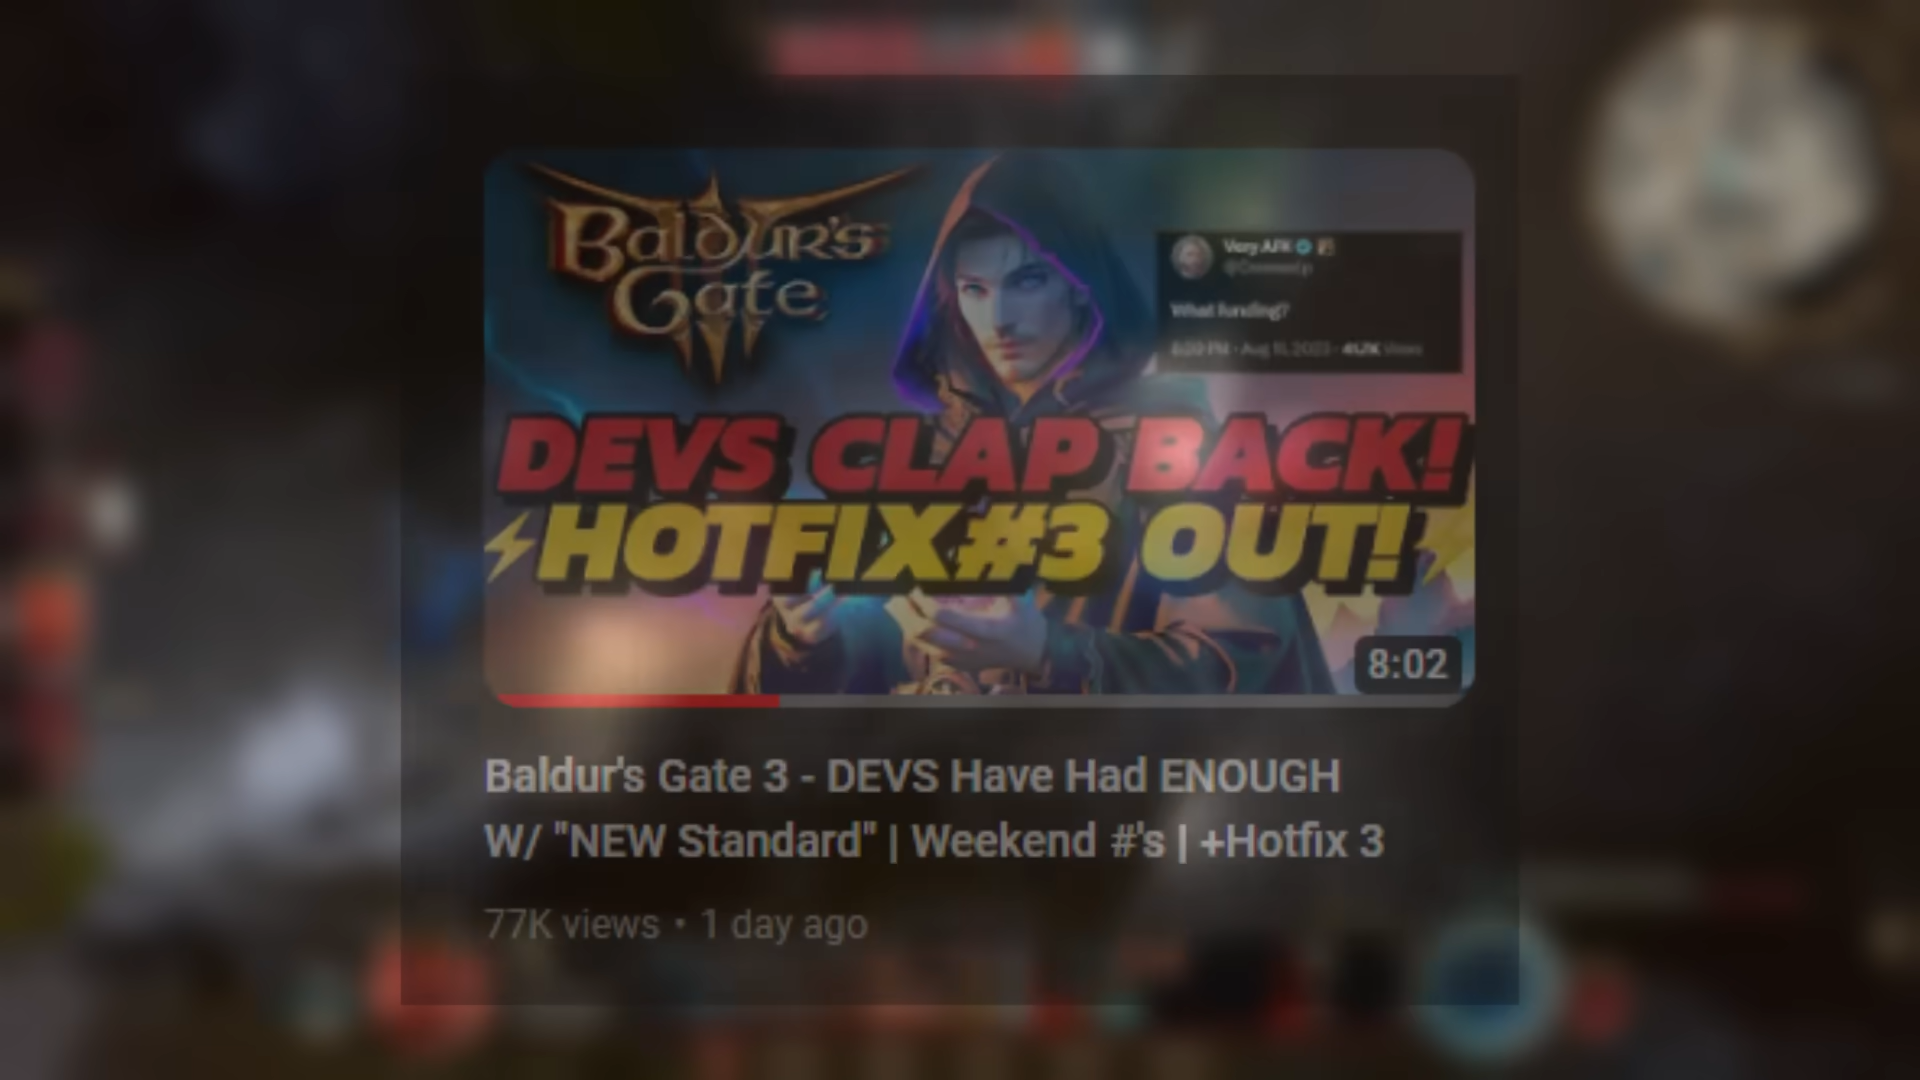 Baldur's
Gate
Very AFK
What funding?
DEVS CLAP BACK!
HOTFIX#3 OUT!
8:02
Baldur's Gate 3 - DEVS Have Had ENOUGH
W/ "NEW Standard" | Weekend #'s | +Hotfix 3
77K views • 1 day ago